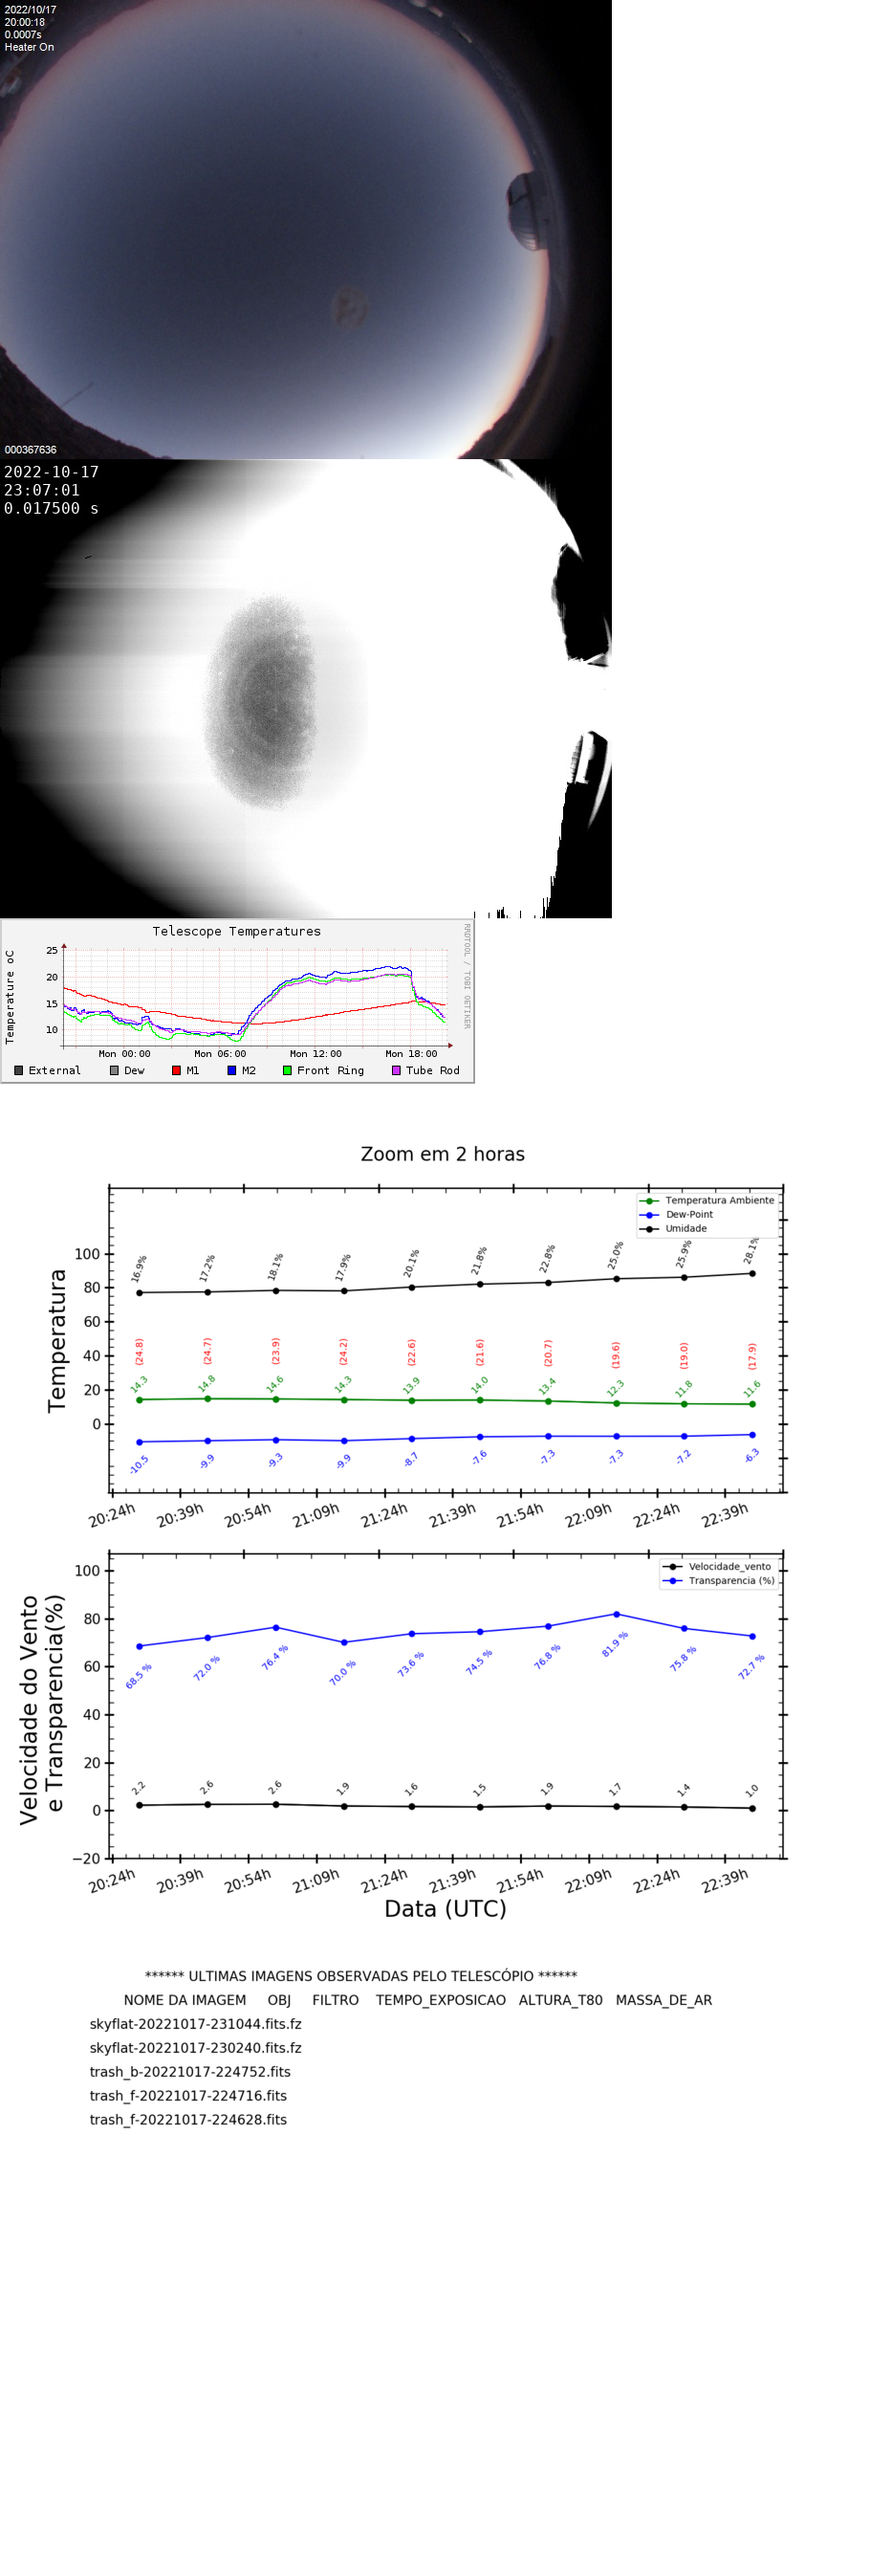 2022/10/17
20:00:18
0.0007s
Heater On
000367636
2022-10-17
23:07:01
0.017500 s
Telescope Temperatures
RRDTOOL / TOBI OETIKER
Temperature oC
25
20
15
10
Mon 00:00 Mon 06:00 Mon 12:00 Mon 18:00
External Dew M1 M2 Front Ring Tube Rod
Zoom em 2 horas
Temperatura
Temperatura Ambiente
Dew-Point
Umidade
100
80
60
40
20
0
16.9% 17.2% 18.1% 17.9% 20.1% 21.8% 22.8% 25.0% 25.9% 28.1%
(24.8) (24.7) (23.9) (24.2) (22.6) (21.6) (20.7) (19.6) (19.0) (17.9)
14.3 14.8 14.6 14.3 13.9 14.0 13.4 12.3 11.8 11.6
-10.5 -9.9 -9.3 -9.9 -8.7 -7.6 -7.3 -7.3 -7.2 -6.3
20:24h 20:39h 20:54h 21:09h 21:24h 21:39h 21:54h 22:09h 22:24h 22:39h
Velocidade do Vento
e Transparencia(%)
Velocidade_vento
Transparencia (%)
100
80
60
40
20
0
−20
68.5 % 72.0 % 76.4 % 70.0 % 73.6 % 74.5 % 76.8 % 81.9 % 75.8 % 72.7 %
2.2 2.6 2.6 1.9 1.6 1.5 1.9 1.7 1.4 1.0
20:24h 20:39h 20:54h 21:09h 21:24h 21:39h 21:54h 22:09h 22:24h 22:39h
Data (UTC)
****** ULTIMAS IMAGENS OBSERVADAS PELO TELESCÓPIO ******
NOME DA IMAGEM OBJ FILTRO TEMPO_EXPOSICAO ALTURA_T80 MASSA_DE_AR
skyflat-20221017-231044.fits.fz
skyflat-20221017-230240.fits.fz
trash_b-20221017-224752.fits
trash_f-20221017-224716.fits
trash_f-20221017-224628.fits